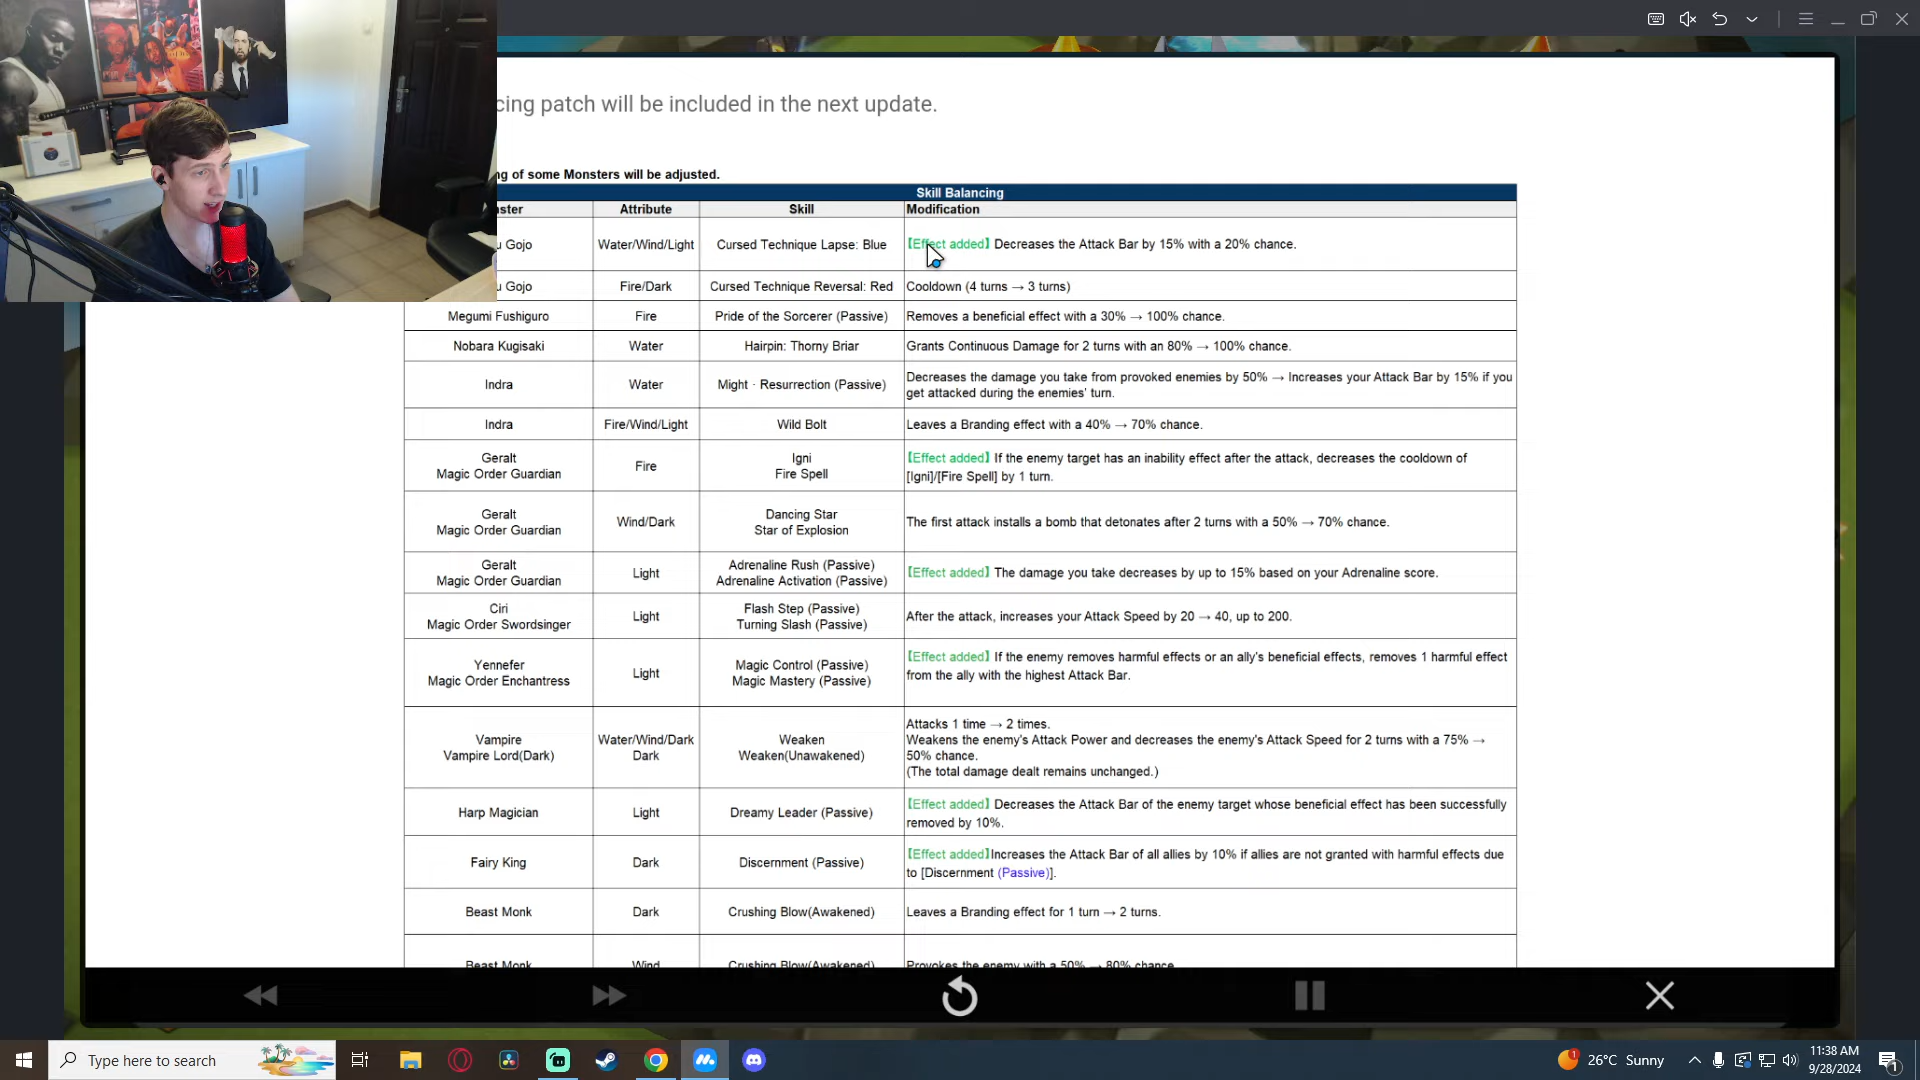 cing patch will be included in the next update.
ng of some Monsters will be adjusted.
Skill Balancing
nster Attribute Skill Modification
u Gojo Water/Wind/Light Cursed Technique Lapse: Blue 【Effect added】 Decreases the Attack Bar by 15% with a 20% chance.
u Gojo Fire/Dark Cursed Technique Reversal: Red Cooldown (4 turns → 3 turns)
Megumi Fushiguro Fire Pride of the Sorcerer (Passive) Removes a beneficial effect with a 30% → 100% chance.
Nobara Kugisaki Water Hairpin: Thorny Briar Grants Continuous Damage for 2 turns with an 80% → 100% chance.
Indra Water Might · Resurrection (Passive) Decreases the damage you take from provoked enemies by 50% → Increases your Attack Bar by 15% if you
get attacked during the enemies' turn.
Indra Fire/Wind/Light Wild Bolt Leaves a Branding effect with a 40% → 70% chance.
Geralt
Magic Order Guardian
Fire
Igni
Fire Spell
【Effect added】 If the enemy target has an inability effect after the attack, decreases the cooldown of
[Igni]/[Fire Spell] by 1 turn.
Geralt
Magic Order Guardian
Wind/Dark
Dancing Star
Star of Explosion
The first attack installs a bomb that detonates after 2 turns with a 50% → 70% chance.
Geralt
Magic Order Guardian
Light
Adrenaline Rush (Passive)
Adrenaline Activation (Passive)
【Effect added】 The damage you take decreases by up to 15% based on your Adrenaline score.
Ciri
Magic Order Swordsinger
Light
Flash Step (Passive)
Turning Slash (Passive)
After the attack, increases your Attack Speed by 20 → 40, up to 200.
Yennefer
Magic Order Enchantress
Light
Magic Control (Passive)
Magic Mastery (Passive)
【Effect added】 If the enemy removes harmful effects or an ally's beneficial effects, removes 1 harmful effect
from the ally with the highest Attack Bar.
Vampire
Vampire Lord(Dark)
Water/Wind/Dark
Dark
Weaken
Weaken(Unawakened)
Attacks 1 time → 2 times.
Weakens the enemy's Attack Power and decreases the enemy's Attack Speed for 2 turns with a 75% →
50% chance.
(The total damage dealt remains unchanged.)
Harp Magician Light Dreamy Leader (Passive) 【Effect added】 Decreases the Attack Bar of the enemy target whose beneficial effect has been successfully
removed by 10%.
Fairy King Dark Discernment (Passive) 【Effect added】Increases the Attack Bar of all allies by 10% if allies are not granted with harmful effects due
to [Discernment (Passive)].
Beast Monk Dark Crushing Blow(Awakened) Leaves a Branding effect for 1 turn → 2 turns.
Beast Monk Wind Crushing Blow(Awakened) Provokes the enemy with a 50% → 80% chance
Type here to search
26°C Sunny
11:38 AM
9/28/2024
1
1